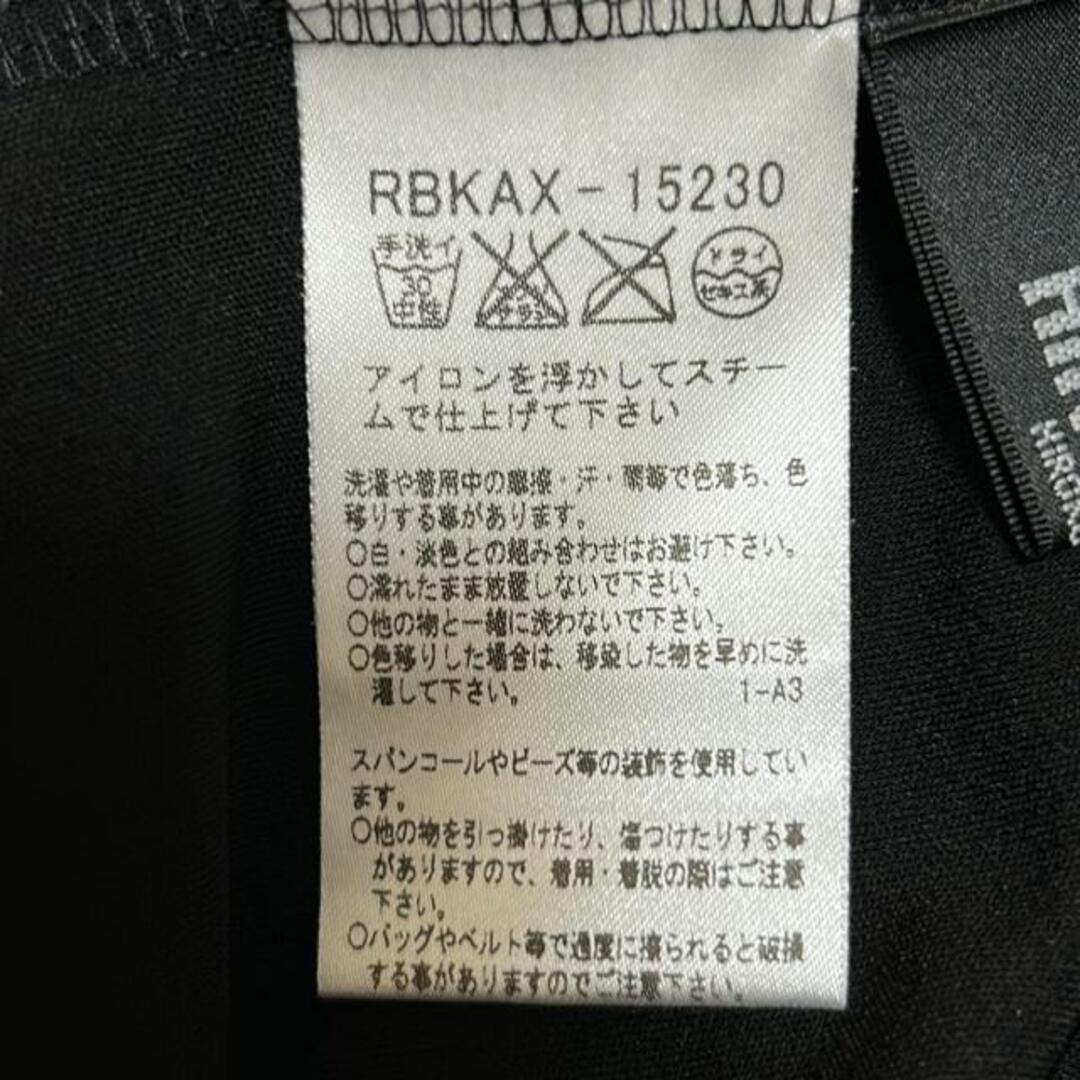 RBKAX-15230
手洗イ
30
中性
エンソ
サラシ
ドライ
セキユ系
アイロンを浮かしてスチー
ムで仕上げて下さい
洗濯や着用中の摩擦・汗・雨等で色落ち、色
移りする事があります。
○白・淡色との組み合わせはお避け下さい。
○濡れたまま放置しないで下さい。
○他の物と一緒に洗わないで下さい。
○色移りした場合は、移染した物を早めに洗
濯して下さい。 1-A3
スパンコールやビーズ等の装飾を使用してい
ます。
○他の物を引っ掛けたり、傷つけたりする事
がありますので、着用・着脱の際はご注意
下さい。
○バッグやベルト等で過度に擦られると破損
する事がありますのでご注意下さい。